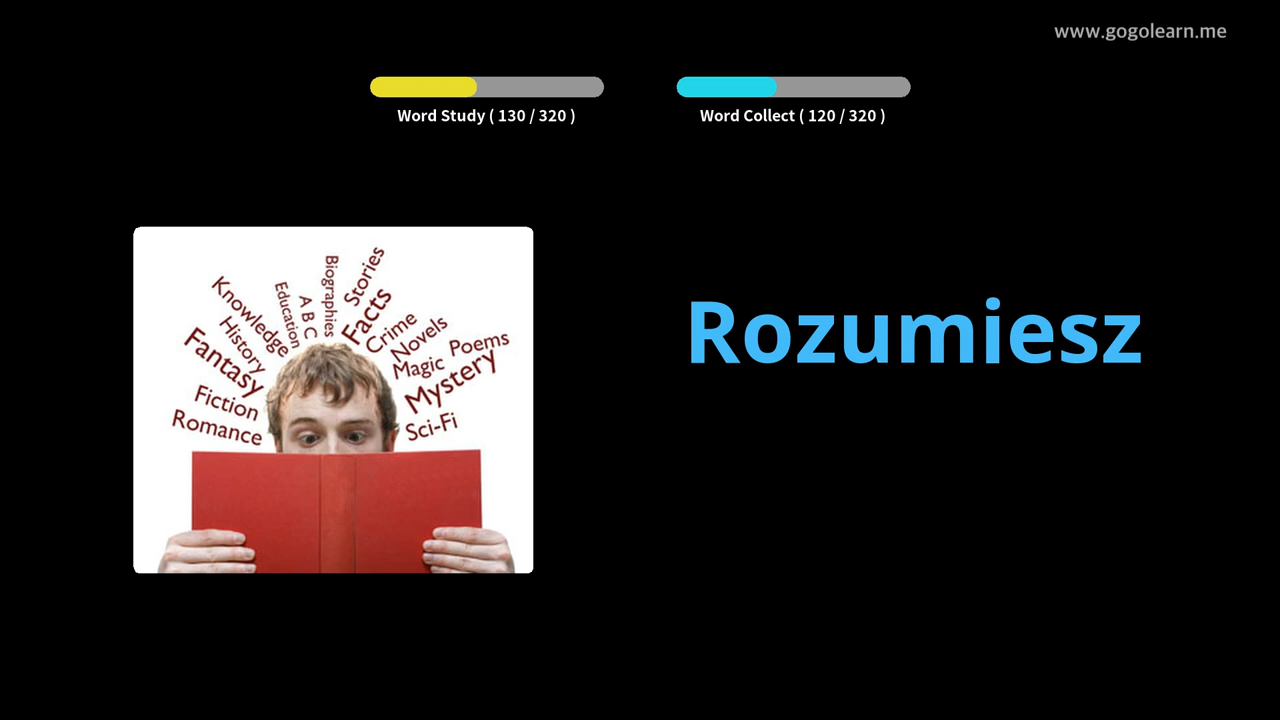 www.gogolearn.me
Word Study ( 130 / 320 )
Word Collect ( 120 / 320 )
Rozumiesz
Knowledge
History
Fantasy
Fiction
Romance
Education
A B C
Biographies
Stories
Facts
Crime
Novels
Magic
Poems
Mystery
Sci-Fi